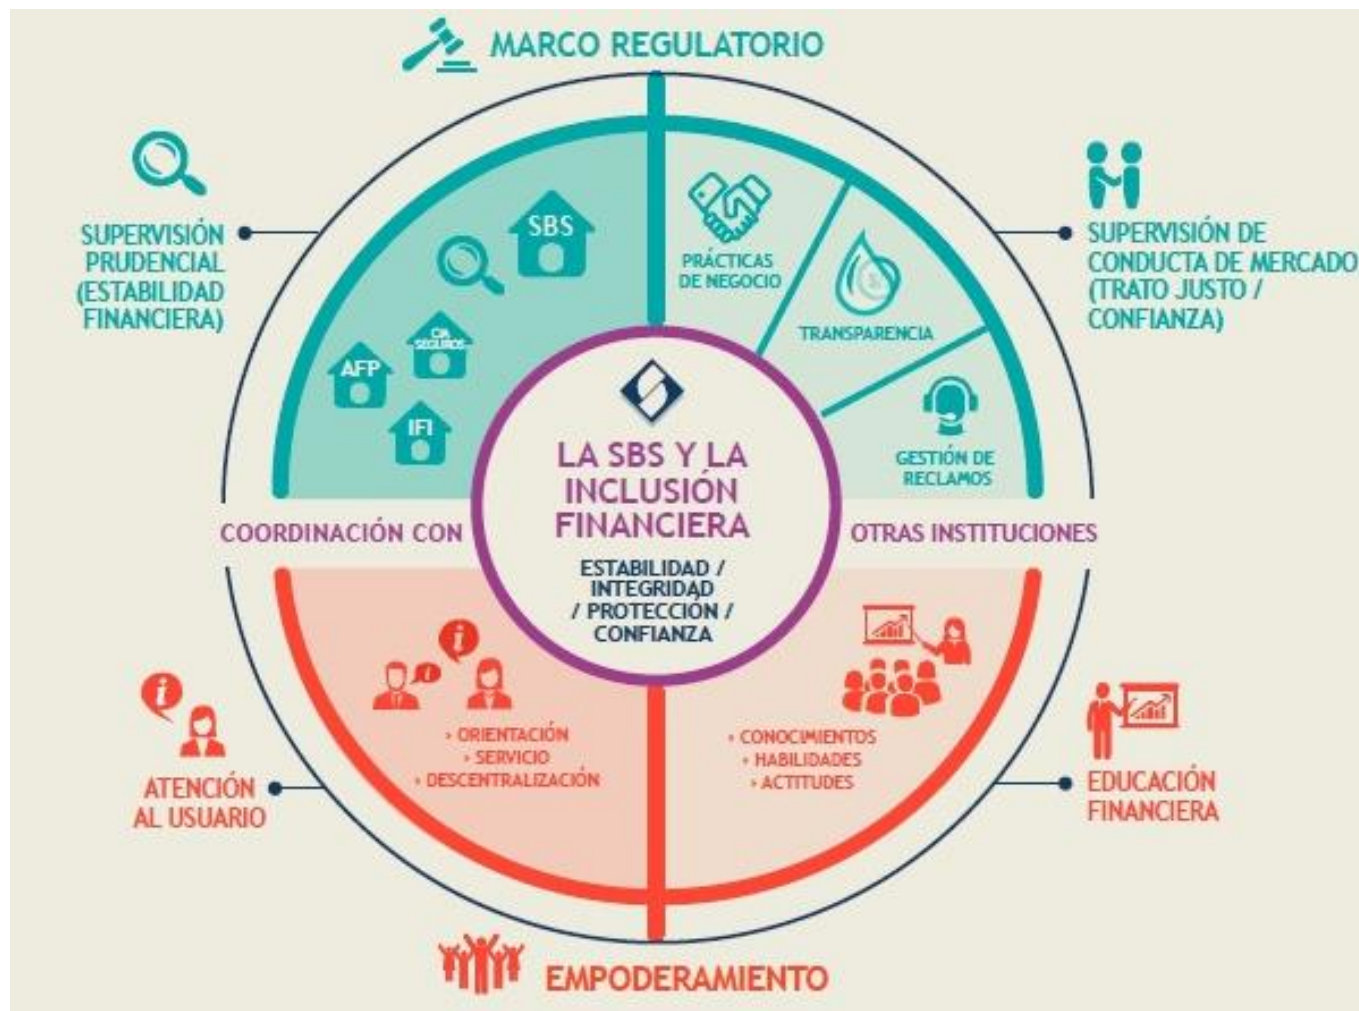 MARCO REGULATORIO
SUPERVISIÓN
PRUDENCIAL
(ESTABILIDAD
FINANCIERA)
SBS
CIA
SEGUROS
AFP
IFI
PRÁCTICAS
DE NEGOCIO
TRANSPARENCIA
GESTIÓN DE
RECLAMOS
SUPERVISIÓN DE
CONDUCTA DE MERCADO
(TRATO JUSTO /
CONFIANZA)
LA SBS Y LA
INCLUSIÓN
FINANCIERA
ESTABILIDAD /
INTEGRIDAD
/ PROTECCIÓN /
CONFIANZA
COORDINACIÓN CON
OTRAS INSTITUCIONES
i
i
› ORIENTACIÓN
› SERVICIO
› DESCENTRALIZACIÓN
› CONOCIMIENTOS
› HABILIDADES
› ACTITUDES
i
ATENCIÓN
AL USUARIO
EDUCACIÓN
FINANCIERA
EMPODERAMIENTO